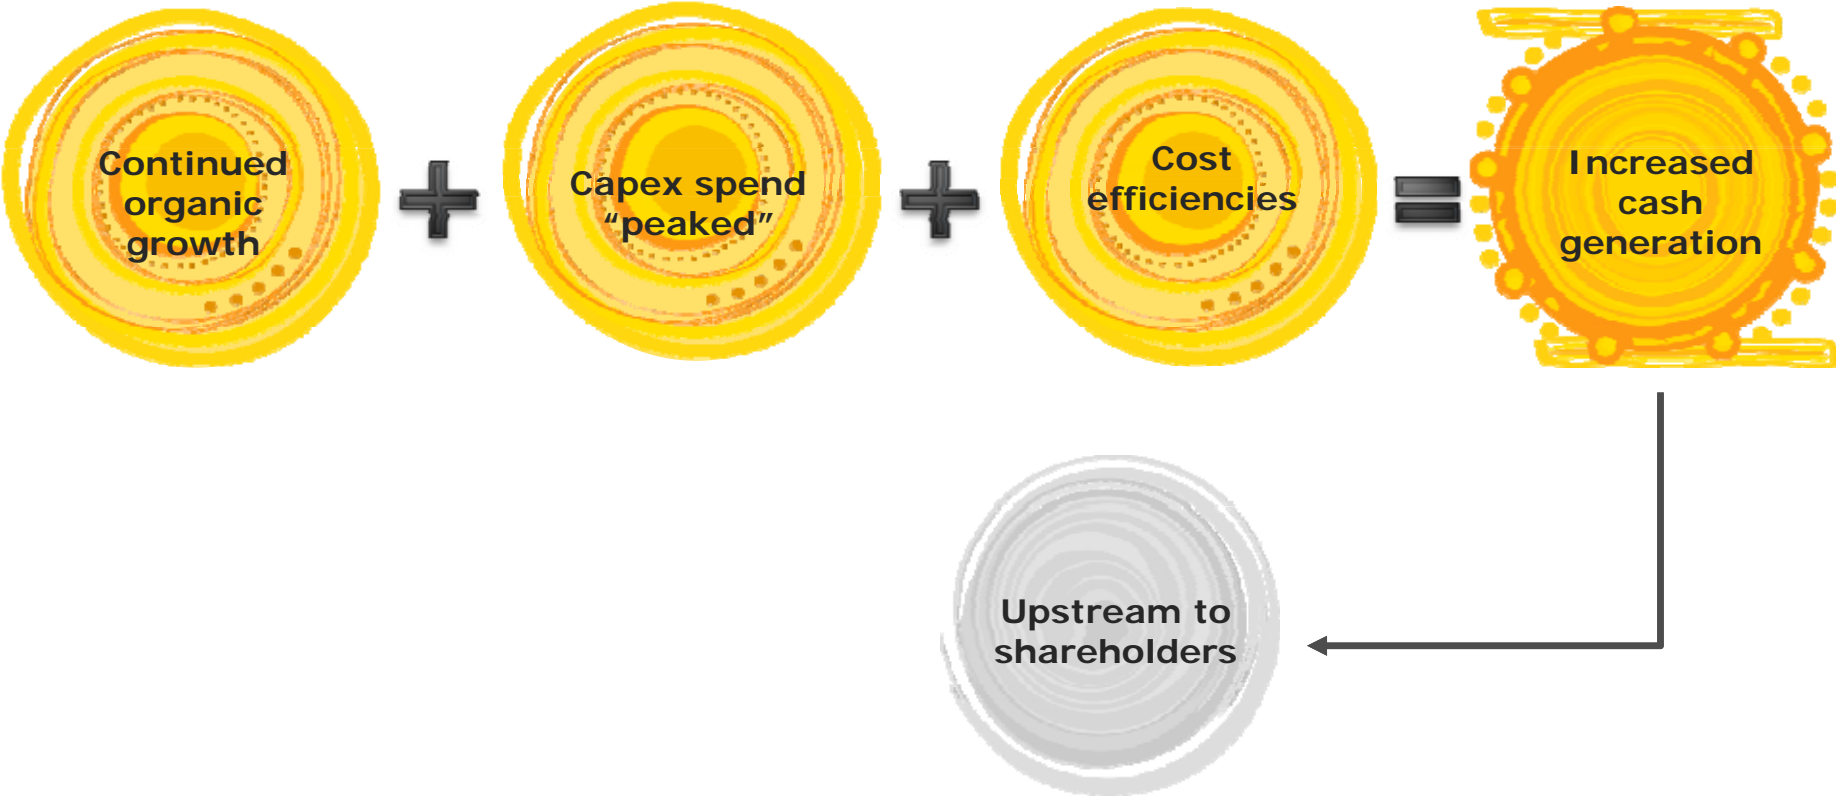 Continued
organic
growth
Capex spend
“peaked”
Cost
efficiencies
Increased
cash
generation
Upstream to
shareholders